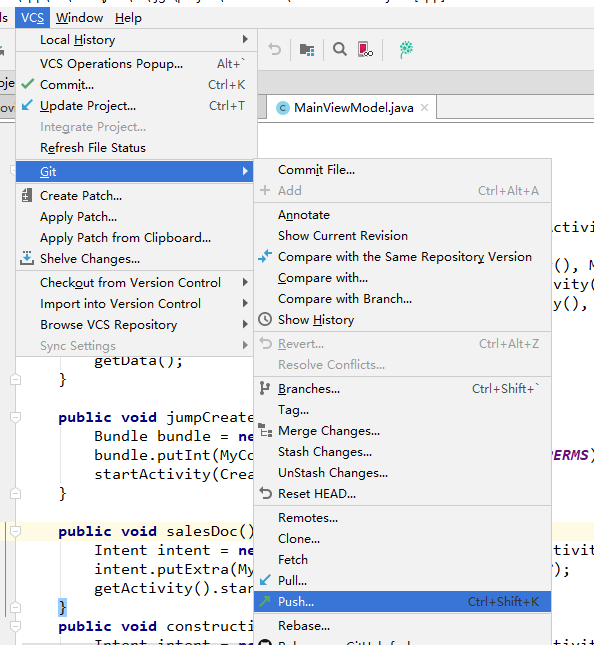 ls VCS Window Help
Local History
VCS Operations Popup... Alt+`
Commit... Ctrl+K
Update Project... Ctrl+T
Integrate Project...
Refresh File Status
Git
Create Patch...
Apply Patch...
Apply Patch from Clipboard...
Shelve Changes...
Checkout from Version Control
Import into Version Control
Browse VCS Repository
Sync Settings
MainViewModel.java
Commit File...
Add Ctrl+Alt+A
Annotate
Show Current Revision
Compare with the Same Repository Version
Compare with...
Compare with Branch...
Show History
Revert... Ctrl+Alt+Z
Resolve Conflicts...
Branches... Ctrl+Shift+`
Tag...
Merge Changes...
Stash Changes...
UnStash Changes...
Reset HEAD...
Remotes...
Clone...
Fetch
Pull...
Push... Ctrl+Shift+K
Rebase...
getData();
}
public void jumpCreate
Bundle bundle = ne
bundle.putInt(MyCo PERMS)
startActivity(Crea
}
public void salesDoc()
Intent intent = ne tivit
intent.putExtra(My );
getActivity().star
}
public void constructi